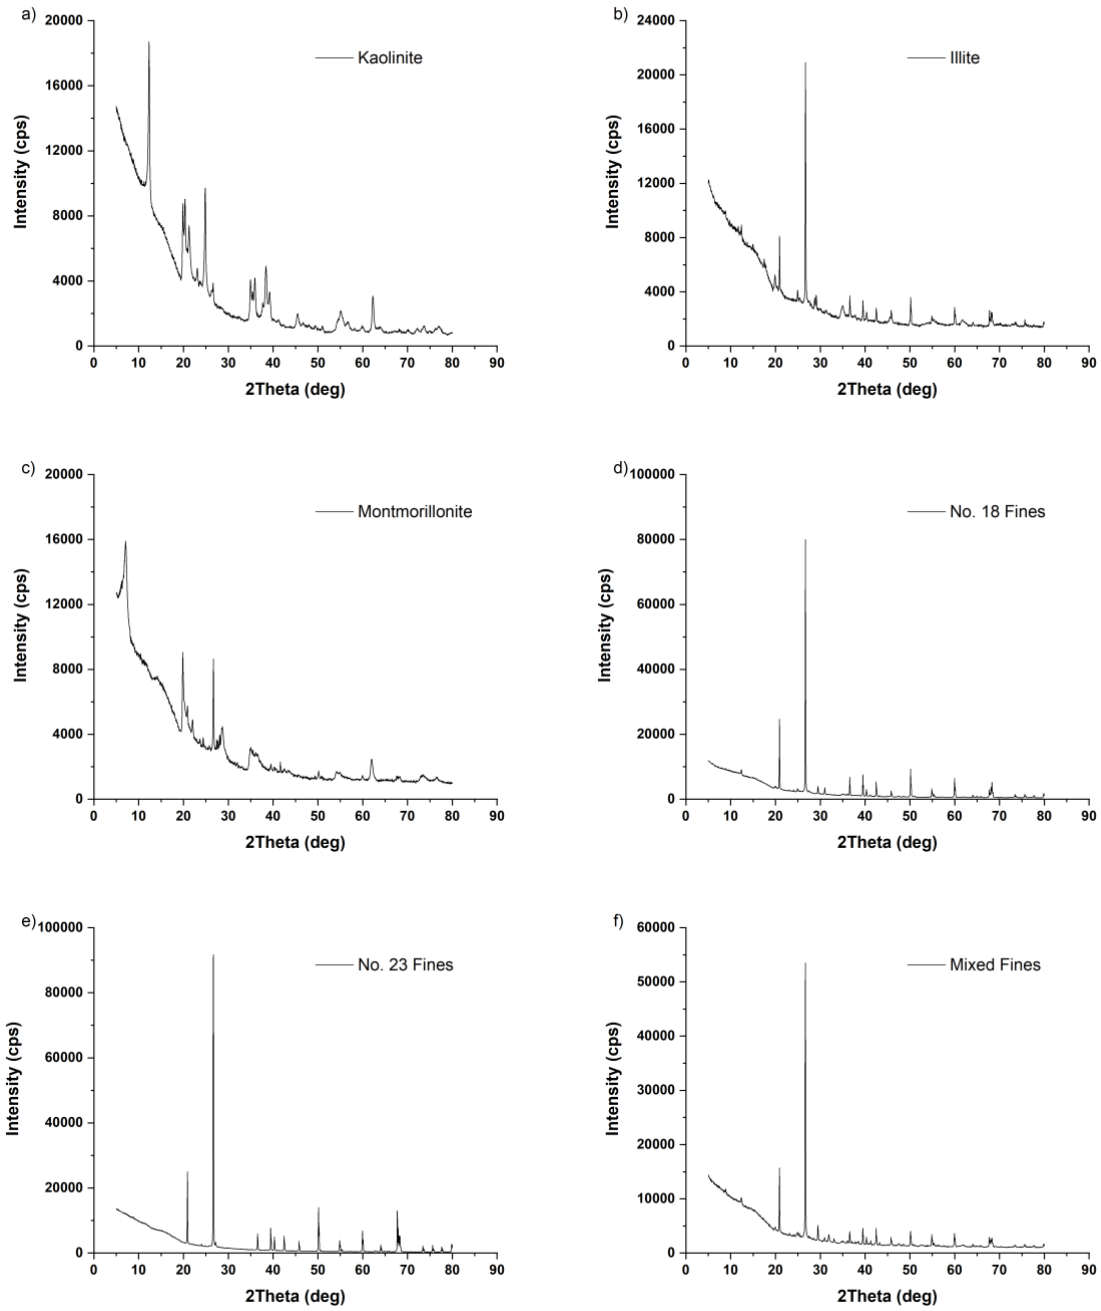 a)
20000
16000
12000
8000
4000
0
Intensity (cps)
Kaolinite
0 10 20 30 40 50 60 70 80 90
2Theta (deg)
b)
24000
20000
16000
12000
8000
4000
0
Intensity (cps)
Illite
0 10 20 30 40 50 60 70 80 90
2Theta (deg)
c)
20000
16000
12000
8000
4000
0
Intensity (cps)
Montmorillonite
0 10 20 30 40 50 60 70 80 90
2Theta (deg)
d)
100000
80000
60000
40000
20000
0
Intensity (cps)
No. 18 Fines
0 10 20 30 40 50 60 70 80 90
2Theta (deg)
e)
100000
80000
60000
40000
20000
0
Intensity (cps)
No. 23 Fines
0 10 20 30 40 50 60 70 80 90
2Theta (deg)
f)
60000
50000
40000
30000
20000
10000
0
Intensity (cps)
Mixed Fines
0 10 20 30 40 50 60 70 80 90
2Theta (deg)